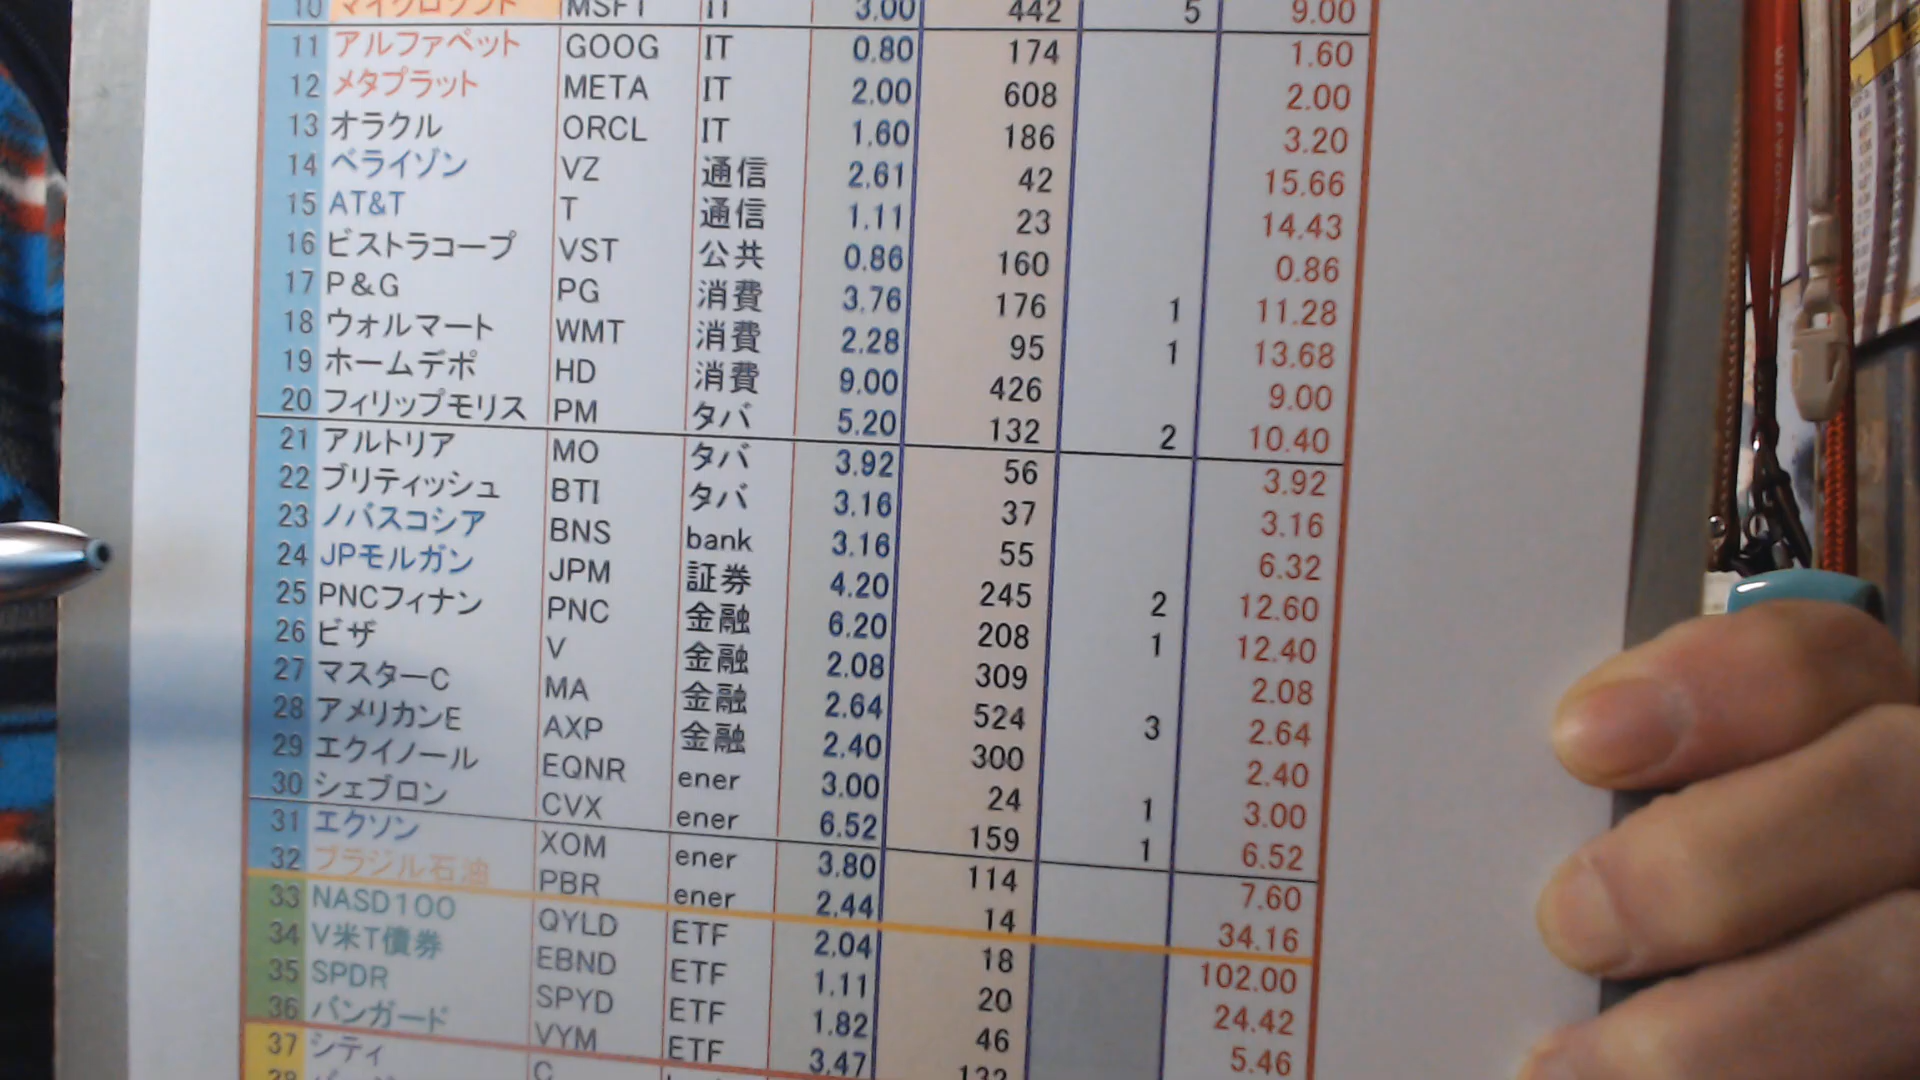 10 マイクロソフト MSFT IT 3.00 442 5 9.00
11 アルファペット GOOG IT 0.80 174 1.60
12 メタプラット META IT 2.00 608 2.00
13 オラクル ORCL IT 1.60 186 3.20
14 ベライゾン VZ 通信 2.61 42 15.66
15 AT&T T 通信 1.11 23 14.43
16 ビストラコープ VST 公共 0.86 160 0.86
17 P&G PG 消費 3.76 176 1 11.28
18 ウォルマート WMT 消費 2.28 95 1 13.68
19 ホームデポ HD 消費 9.00 426 9.00
20 フィリップモリス PM タバ 5.20 132 2 10.40
21 アルトリア MO タバ 3.92 56 3.92
22 ブリティッシュ BTI タバ 3.16 37 3.16
23 ノバスコシア BNS bank 3.16 55 6.32
24 JPモルガン JPM 証券 4.20 245 2 12.60
25 PNCフィナン PNC 金融 6.20 208 1 12.40
26 ビザ V 金融 2.08 309 2.08
27 マスターC MA 金融 2.64 524 3 2.64
28 アメリカンE AXP 金融 2.40 300 2.40
29 エクイノール EQNR ener 3.00 24 1 3.00
30 シェブロン CVX ener 6.52 159 1 6.52
31 エクソン XOM ener 3.80 114 7.60
32 ブラジル石油 PBR ener 2.44 14 34.16
33 NASD100 QYLD ETF 2.04 18 102.00
34 V米T債券 EBND ETF 1.11 20 24.42
35 SPDR SPYD ETF 1.82 46 5.46
36 バンガード VYM ETF 3.47 132
37 シティ C
38